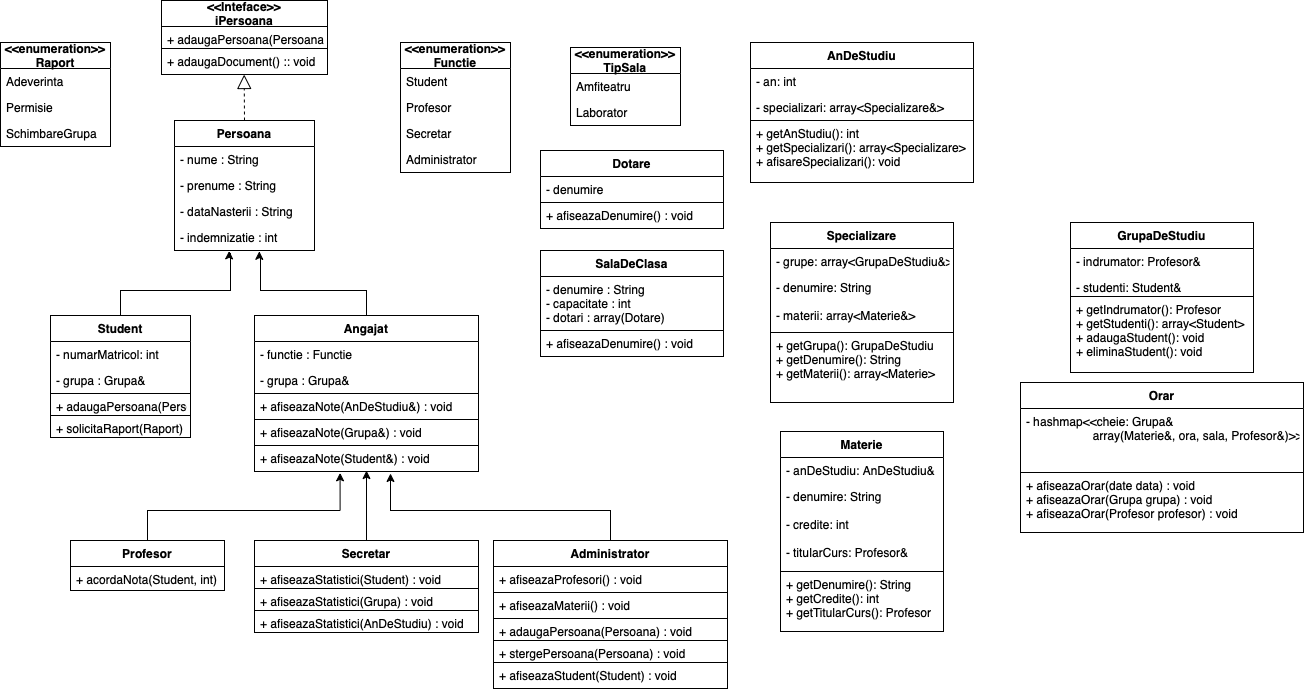 <<Inteface>>
iPersoana
+ adaugaPersoana(Persoana
+ adaugaDocument() :: void
<<enumeration>>
Raport
Adeverinta
Permisie
SchimbareGrupa
<<enumeration>>
Functie
Student
Profesor
Secretar
Administrator
<<enumeration>>
TipSala
Amfiteatru
Laborator
AnDeStudiu
- an: int
- specializari: array<Specializare&>
+ getAnStudiu(): int
+ getSpecializari(): array<Specializare>
+ afisareSpecializari(): void
Persoana
- nume : String
- prenume : String
- dataNasterii : String
- indemnizatie : int
Dotare
- denumire
+ afiseazaDenumire() : void
SalaDeClasa
- denumire : String
- capacitate : int
- dotari : array(Dotare)
+ afiseazaDenumire() : void
Specializare
- grupe: array<GrupaDeStudiu&>
- denumire: String
- materii: array<Materie&>
+ getGrupa(): GrupaDeStudiu
+ getDenumire(): String
+ getMaterii(): array<Materie>
GrupaDeStudiu
- indrumator: Profesor&
- studenti: Student&
+ getIndrumator(): Profesor
+ getStudenti(): array<Student>
+ adaugaStudent(): void
+ eliminaStudent(): void
Student
- numarMatricol: int
- grupa : Grupa&
+ adaugaPersoana(Pers
+ solicitaRaport(Raport)
Angajat
- functie : Functie
- grupa : Grupa&
+ afiseazaNote(AnDeStudiu&) : void
+ afiseazaNote(Grupa&) : void
+ afiseazaNote(Student&) : void
Orar
- hashmap<<cheie: Grupa&
array(Materie&, ora, sala, Profesor&)>>
+ afiseazaOrar(date data) : void
+ afiseazaOrar(Grupa grupa) : void
+ afiseazaOrar(Profesor profesor) : void
Materie
- anDeStudiu: AnDeStudiu&
- denumire: String
- credite: int
- titularCurs: Profesor&
+ getDenumire(): String
+ getCredite(): int
+ getTitularCurs(): Profesor
Profesor
+ acordaNota(Student, int)
Secretar
+ afiseazaStatistici(Student) : void
+ afiseazaStatistici(Grupa) : void
+ afiseazaStatistici(AnDeStudiu) : void
Administrator
+ afiseazaProfesori() : void
+ afiseazaMaterii() : void
+ adaugaPersoana(Persoana) : void
+ stergePersoana(Persoana) : void
+ afiseazaStudent(Student) : void